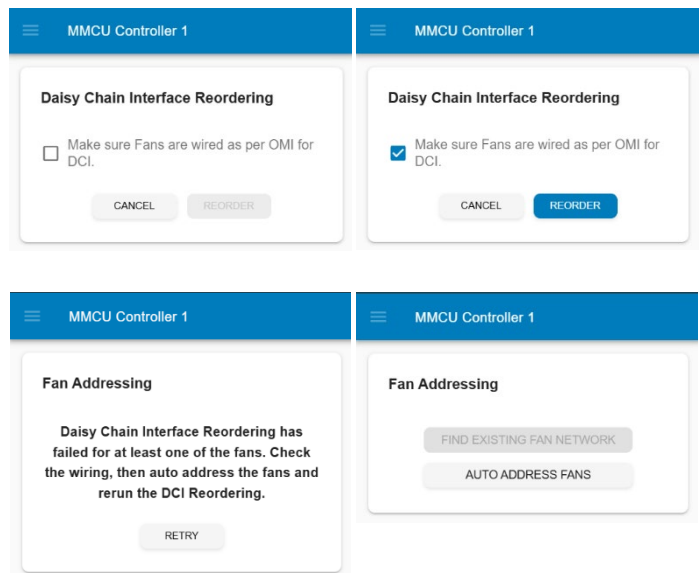 MMCU Controller 1
Daisy Chain Interface Reordering
Make sure Fans are wired as per OMI for
DCI.
CANCEL
REORDER
MMCU Controller 1
Daisy Chain Interface Reordering
Make sure Fans are wired as per OMI for
DCI.
CANCEL
REORDER
MMCU Controller 1
Fan Addressing
Daisy Chain Interface Reordering has
failed for at least one of the fans. Check
the wiring, then auto address the fans and
rerun the DCI Reordering.
RETRY
MMCU Controller 1
Fan Addressing
FIND EXISTING FAN NETWORK
AUTO ADDRESS FANS